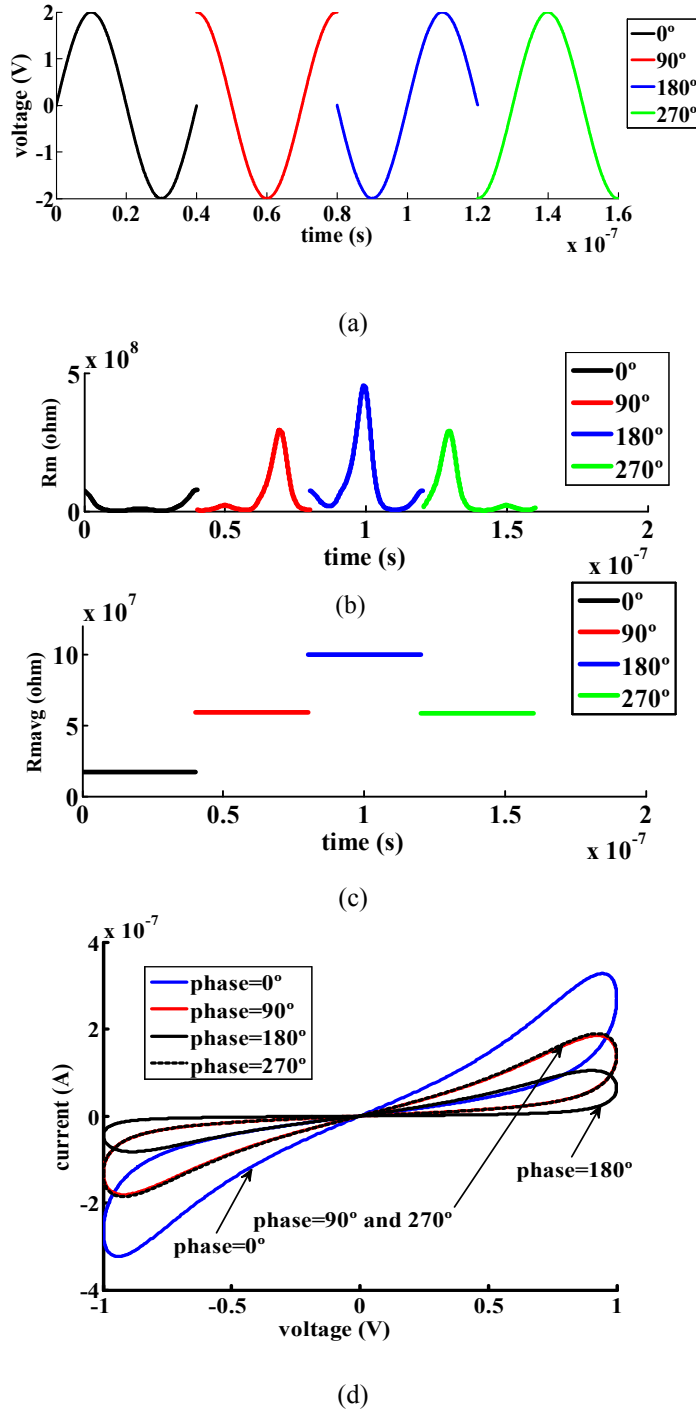 voltage (V)
2
1
0
-1
-2
0 0.2 0.4 0.6 0.8 1 1.2 1.4 1.6
time (s)
x 10⁻⁷
0º
90º
180º
270º
(a)
x 10⁸
Rm (ohm)
5
0
0 0.5 1 1.5 2
time (s)
x 10⁻⁷
0º
90º
180º
270º
(b)
x 10⁷
Rmavg (ohm)
10
5
0
0 0.5 1 1.5 2
time (s)
x 10⁻⁷
0º
90º
180º
270º
(c)
x 10⁻⁷
current (A)
4
2
0
-2
-4
-1 -0.5 0 0.5 1
voltage (V)
phase=0º
phase=90º
phase=180º
phase=270º
phase=180º
phase=90º and 270º
phase=0º
(d)